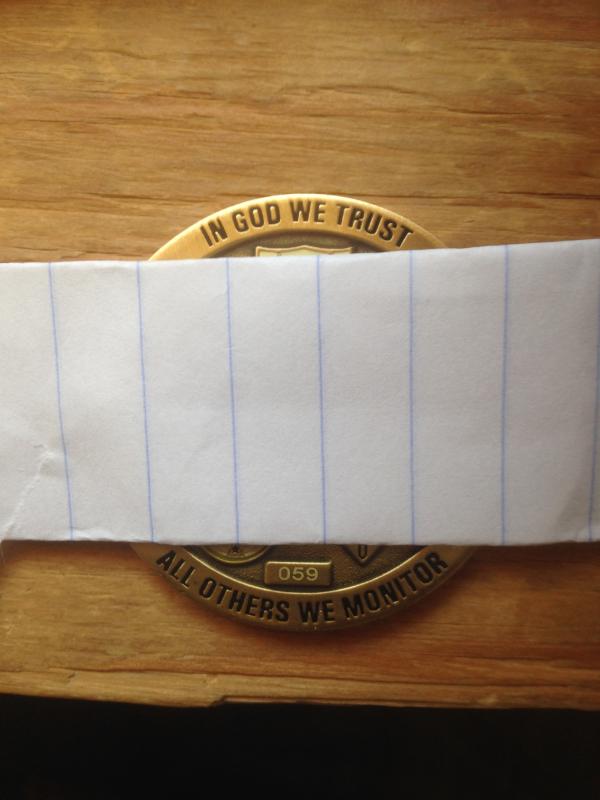 IN GOD WE TRUST
059
ALL OTHERS WE MONITOR